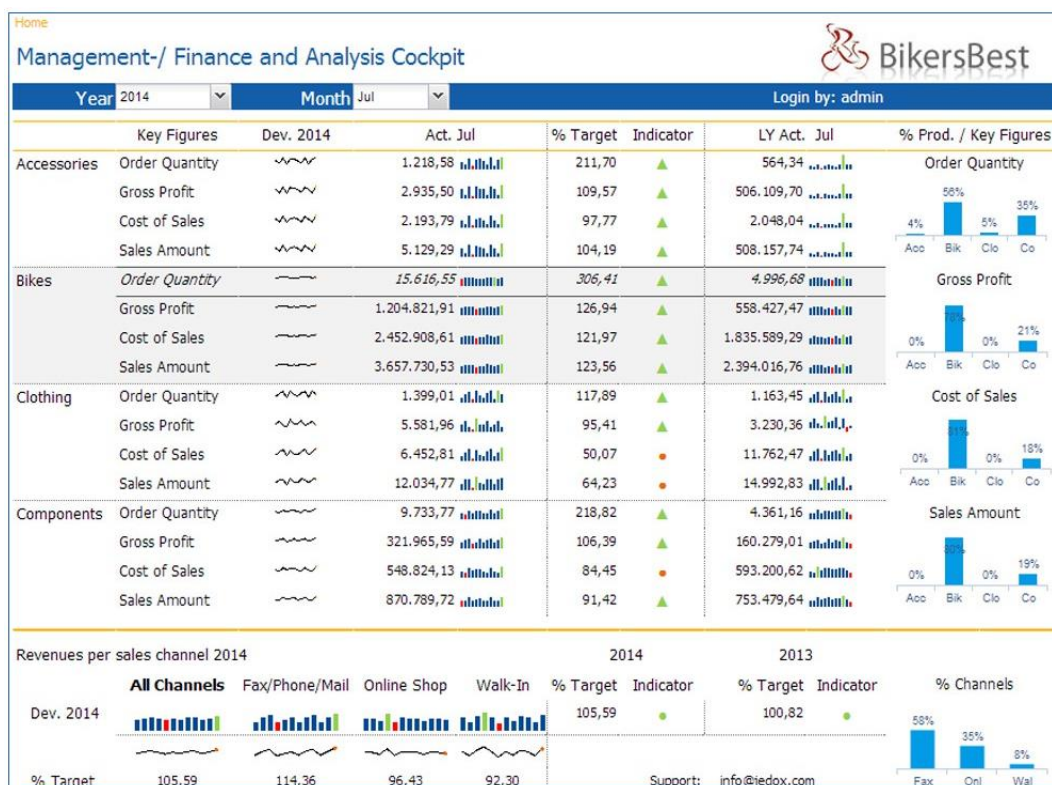 Home
Management-/ Finance and Analysis Cockpit
BikersBest
Year 2014 Month Jul Login by: admin
Key Figures Dev. 2014 Act. Jul % Target Indicator LY Act. Jul % Prod. / Key Figures
Accessories Order Quantity 1.218,58 211,70 564,34
Gross Profit 2.935,50 109,57 506.109,70
Cost of Sales 2.193,79 97,77 2.048,04
Sales Amount 5.129,29 104,19 508.157,74
Order Quantity
4% 56% 5% 35%
Acc Bik Clo Co
Bikes Order Quantity 15.616,55 306,41 4.996,68
Gross Profit 1.204.821,91 126,94 558.427,47
Cost of Sales 2.452.908,61 121,97 1.835.589,29
Sales Amount 3.657.730,53 123,56 2.394.016,76
Gross Profit
0% 78% 0% 21%
Acc Bik Clo Co
Clothing Order Quantity 1.399,01 117,89 1.163,45
Gross Profit 5.581,96 95,41 3.230,36
Cost of Sales 6.452,81 50,07 11.762,47
Sales Amount 12.034,77 64,23 14.992,83
Cost of Sales
0% 81% 0% 18%
Acc Bik Clo Co
Components Order Quantity 9.733,77 218,82 4.361,16
Gross Profit 321.965,59 106,39 160.279,01
Cost of Sales 548.824,13 84,45 593.200,62
Sales Amount 870.789,72 91,42 753.479,64
Sales Amount
0% 80% 0% 19%
Acc Bik Clo Co
Revenues per sales channel 2014 2014 2013
All Channels Fax/Phone/Mail Online Shop Walk-In % Target Indicator % Target Indicator % Channels
Dev. 2014 105,59 100,82
58% 35% 8%
Fax Onl Wal
% Target 105.59 114.36 96.43 92.30 Support: info@jedox.com